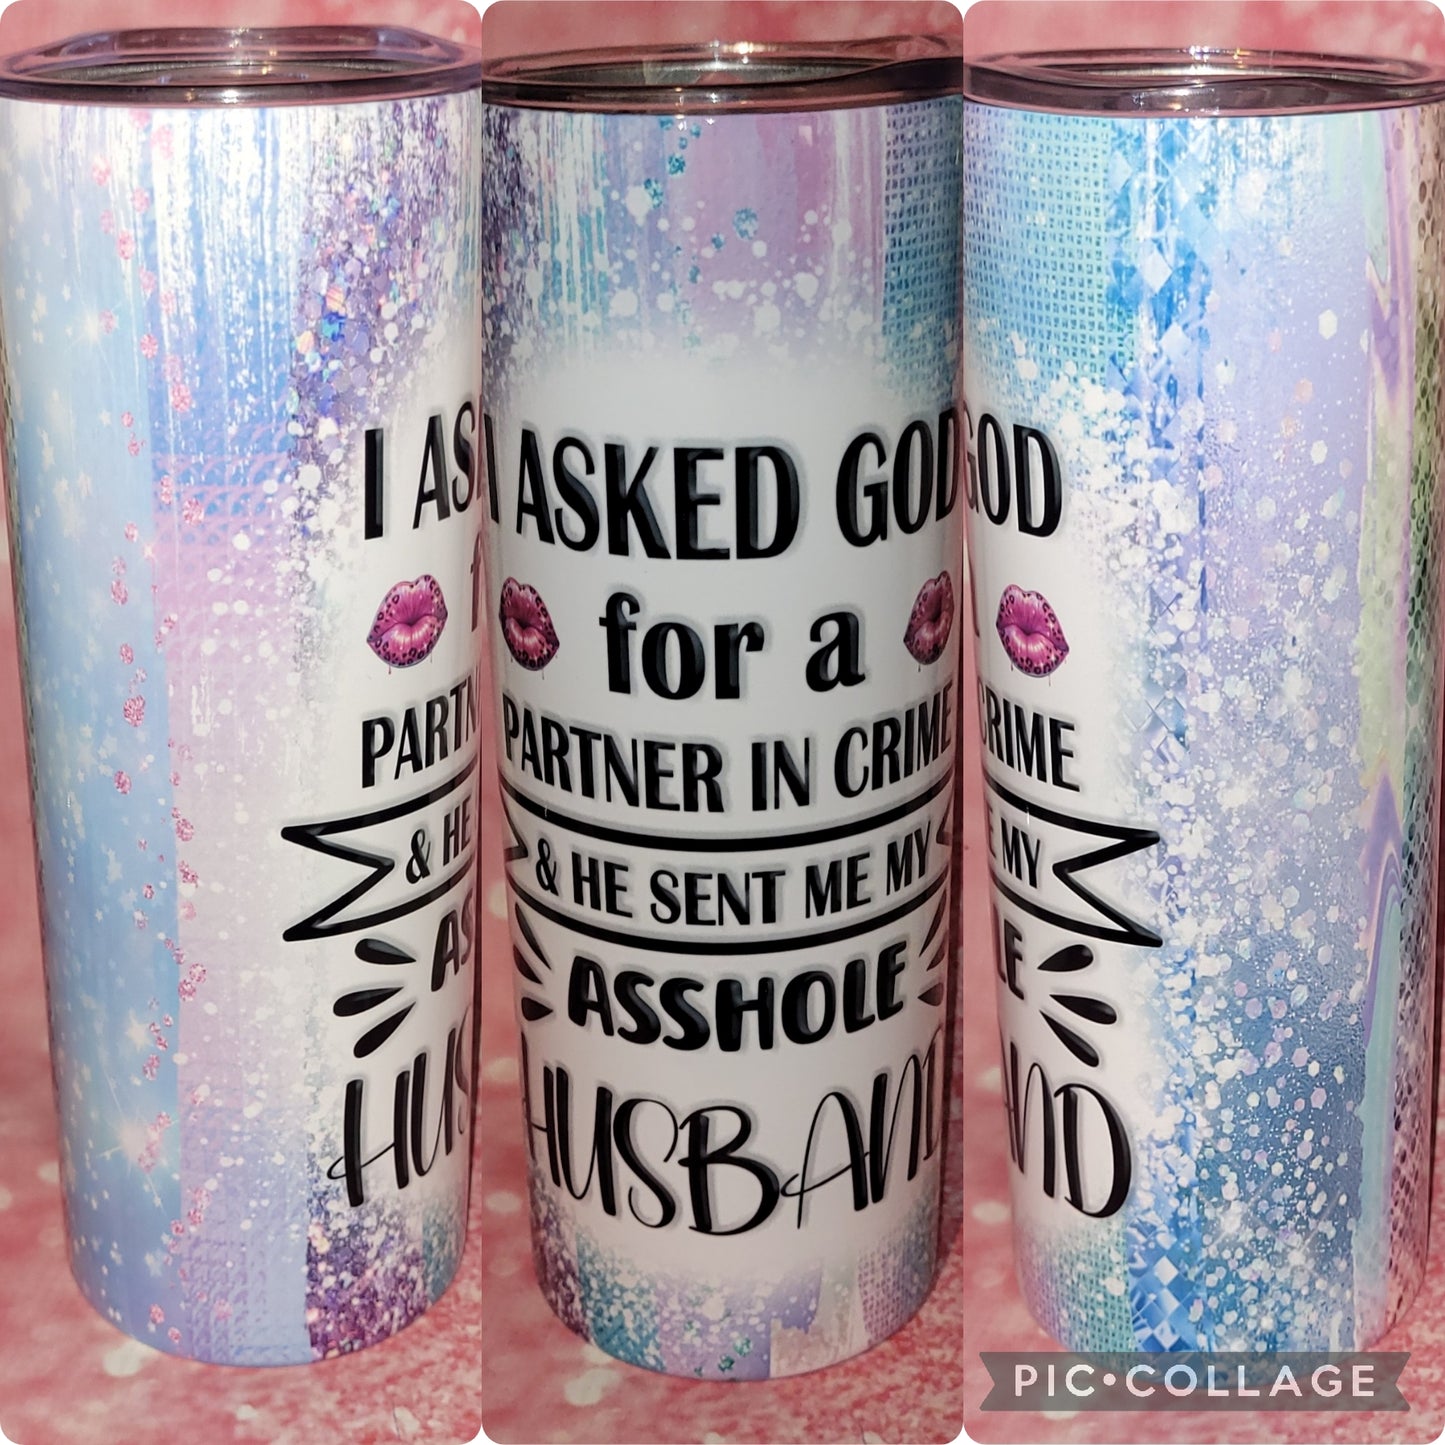 I ASKED GOD
for a
PARTNER IN CRIME
& HE SENT ME MY
ASSHOLE
HUSBAND
PIC•COLLAGE